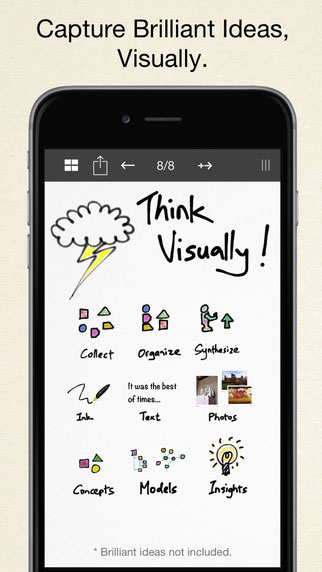 Capture Brilliant Ideas,
Visually.
8/8
Think
Visually!
Collect
Organize
Synthesize
It was the best
of times...
Ink
Text
Photos
Concepts
Models
Insights
* Brilliant ideas not included.